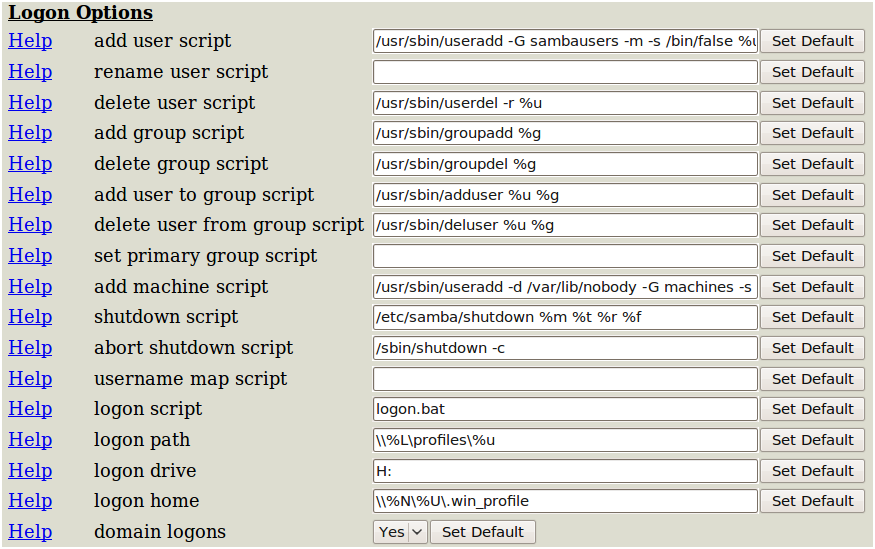 Logon Options
Help add user script /usr/sbin/useradd -G sambausers -m -s /bin/false %u Set Default
Help rename user script Set Default
Help delete user script /usr/sbin/userdel -r %u Set Default
Help add group script /usr/sbin/groupadd %g Set Default
Help delete group script /usr/sbin/groupdel %g Set Default
Help add user to group script /usr/sbin/adduser %u %g Set Default
Help delete user from group script /usr/sbin/deluser %u %g Set Default
Help set primary group script Set Default
Help add machine script /usr/sbin/useradd -d /var/lib/nobody -G machines -s Set Default
Help shutdown script /etc/samba/shutdown %m %t %r %f Set Default
Help abort shutdown script /sbin/shutdown -c Set Default
Help username map script Set Default
Help logon script logon.bat Set Default
Help logon path \\%L\profiles\%u Set Default
Help logon drive H: Set Default
Help logon home \\%N\%U\.win_profile Set Default
Help domain logons Yes Set Default